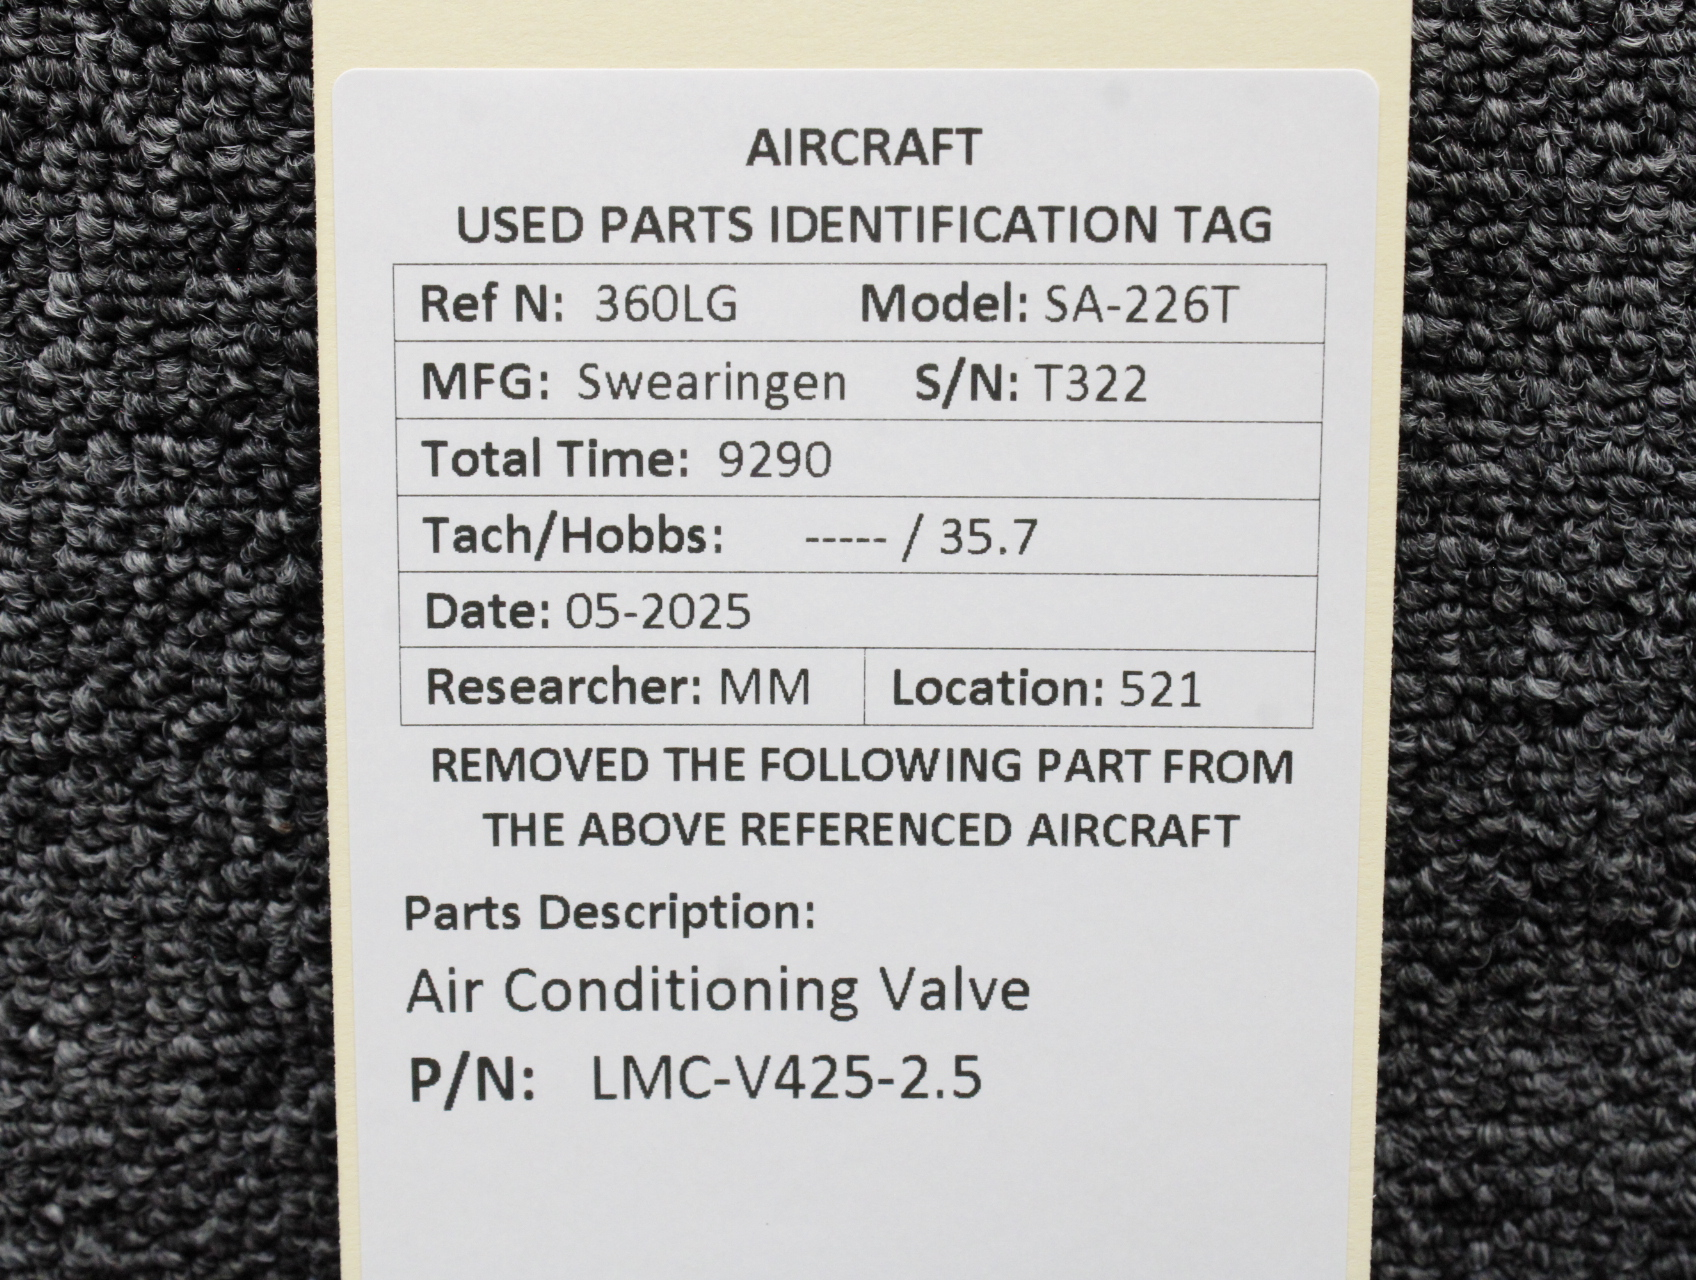 AIRCRAFT
USED PARTS IDENTIFICATION TAG
Ref N: 360LG Model: SA-226T
MFG: Swearingen S/N: T322
Total Time: 9290
Tach/Hobbs: ----- / 35.7
Date: 05-2025
Researcher: MM Location: 521
REMOVED THE FOLLOWING PART FROM
THE ABOVE REFERENCED AIRCRAFT
Parts Description:
Air Conditioning Valve
P/N: LMC-V425-2.5